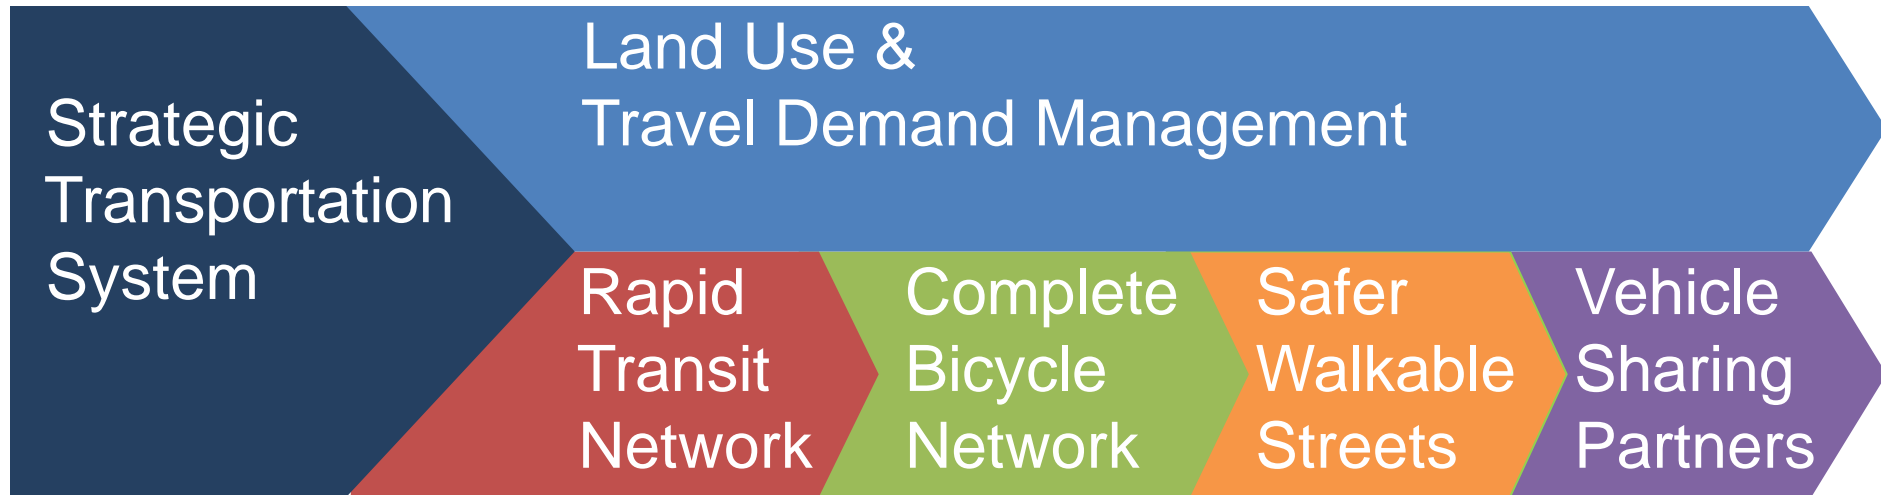 Strategic
Transportation
System
Land Use &
Travel Demand Management
Rapid
Transit
Network
Complete
Bicycle
Network
Safer
Walkable
Streets
Vehicle
Sharing
Partners